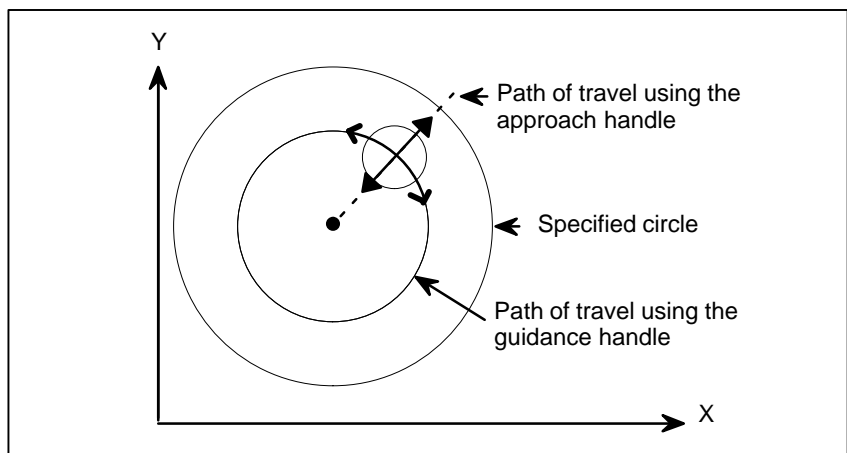 Y
Path of travel using the
approach handle
Specified circle
Path of travel using the
guidance handle
X